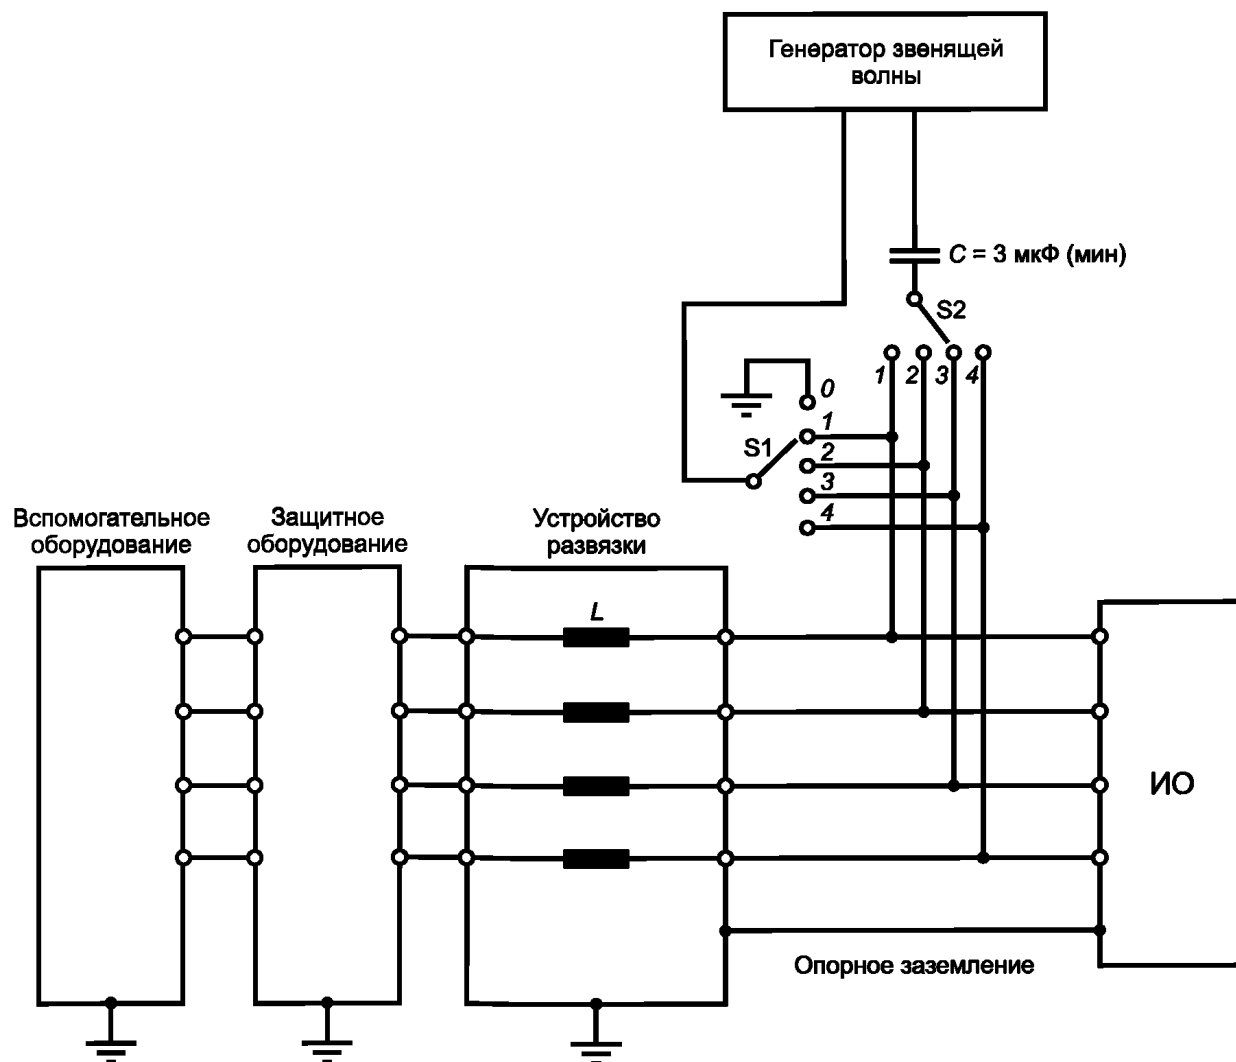 Генератор звенящей
волны
C = 3 мкФ (мин)
S2
1 2 3 4
0
1
S1
2
3
4
Вспомогательное
оборудование
Защитное
оборудование
Устройство
развязки
L
ИО
Опорное заземление